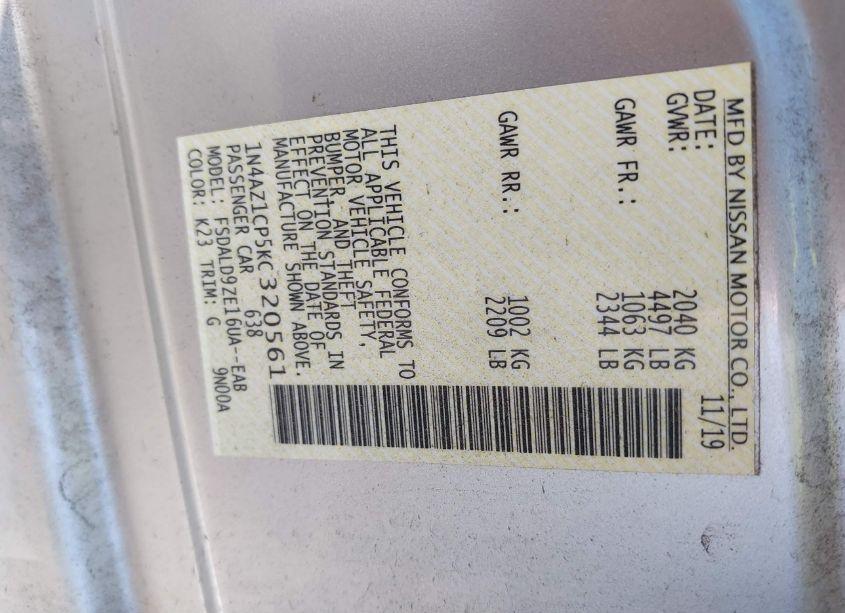 MFD BY NISSAN MOTOR CO., LTD.
DATE: 11/19
GVWR: 2040 KG
4497 LB
GAWR FR.: 1063 KG
2344 LB
GAWR RR.: 1002 KG
2209 LB
THIS VEHICLE CONFORMS TO
ALL APPLICABLE FEDERAL
MOTOR VEHICLE SAFETY,
BUMPER, AND THEFT
PREVENTION STANDARDS IN
EFFECT ON THE DATE OF
MANUFACTURE SHOWN ABOVE.
1N4AZ1CP5KC320561
PASSENGER CAR 638
MODEL: FSDALD9ZE16UA--EAB
COLOR: K23 TRIM: G 9N00A